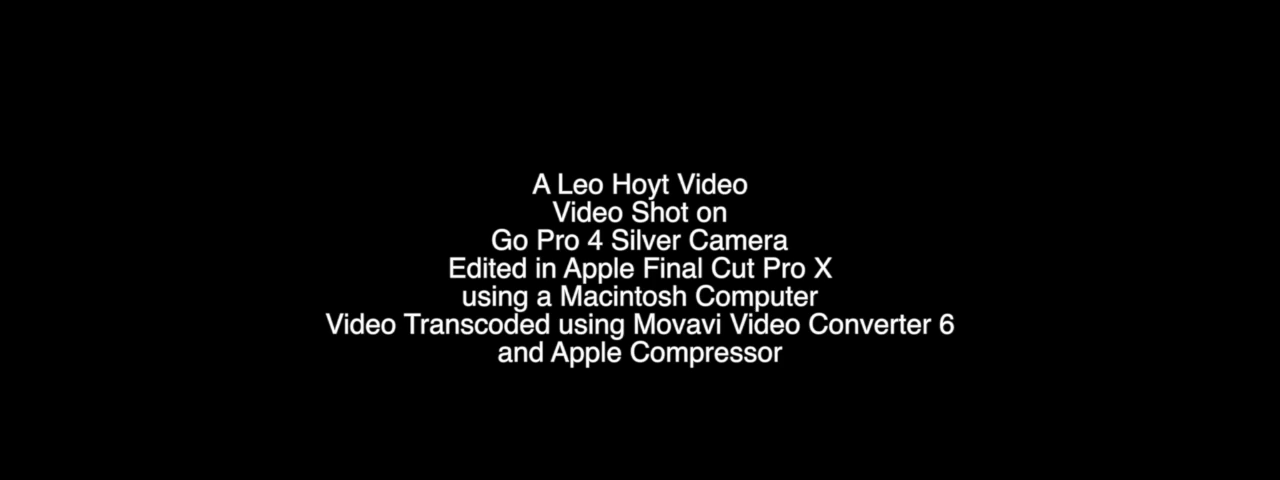 A Leo Hoyt Video
Video Shot on
Go Pro 4 Silver Camera
Edited in Apple Final Cut Pro X
using a Macintosh Computer
Video Transcoded using Movavi Video Converter 6
and Apple Compressor